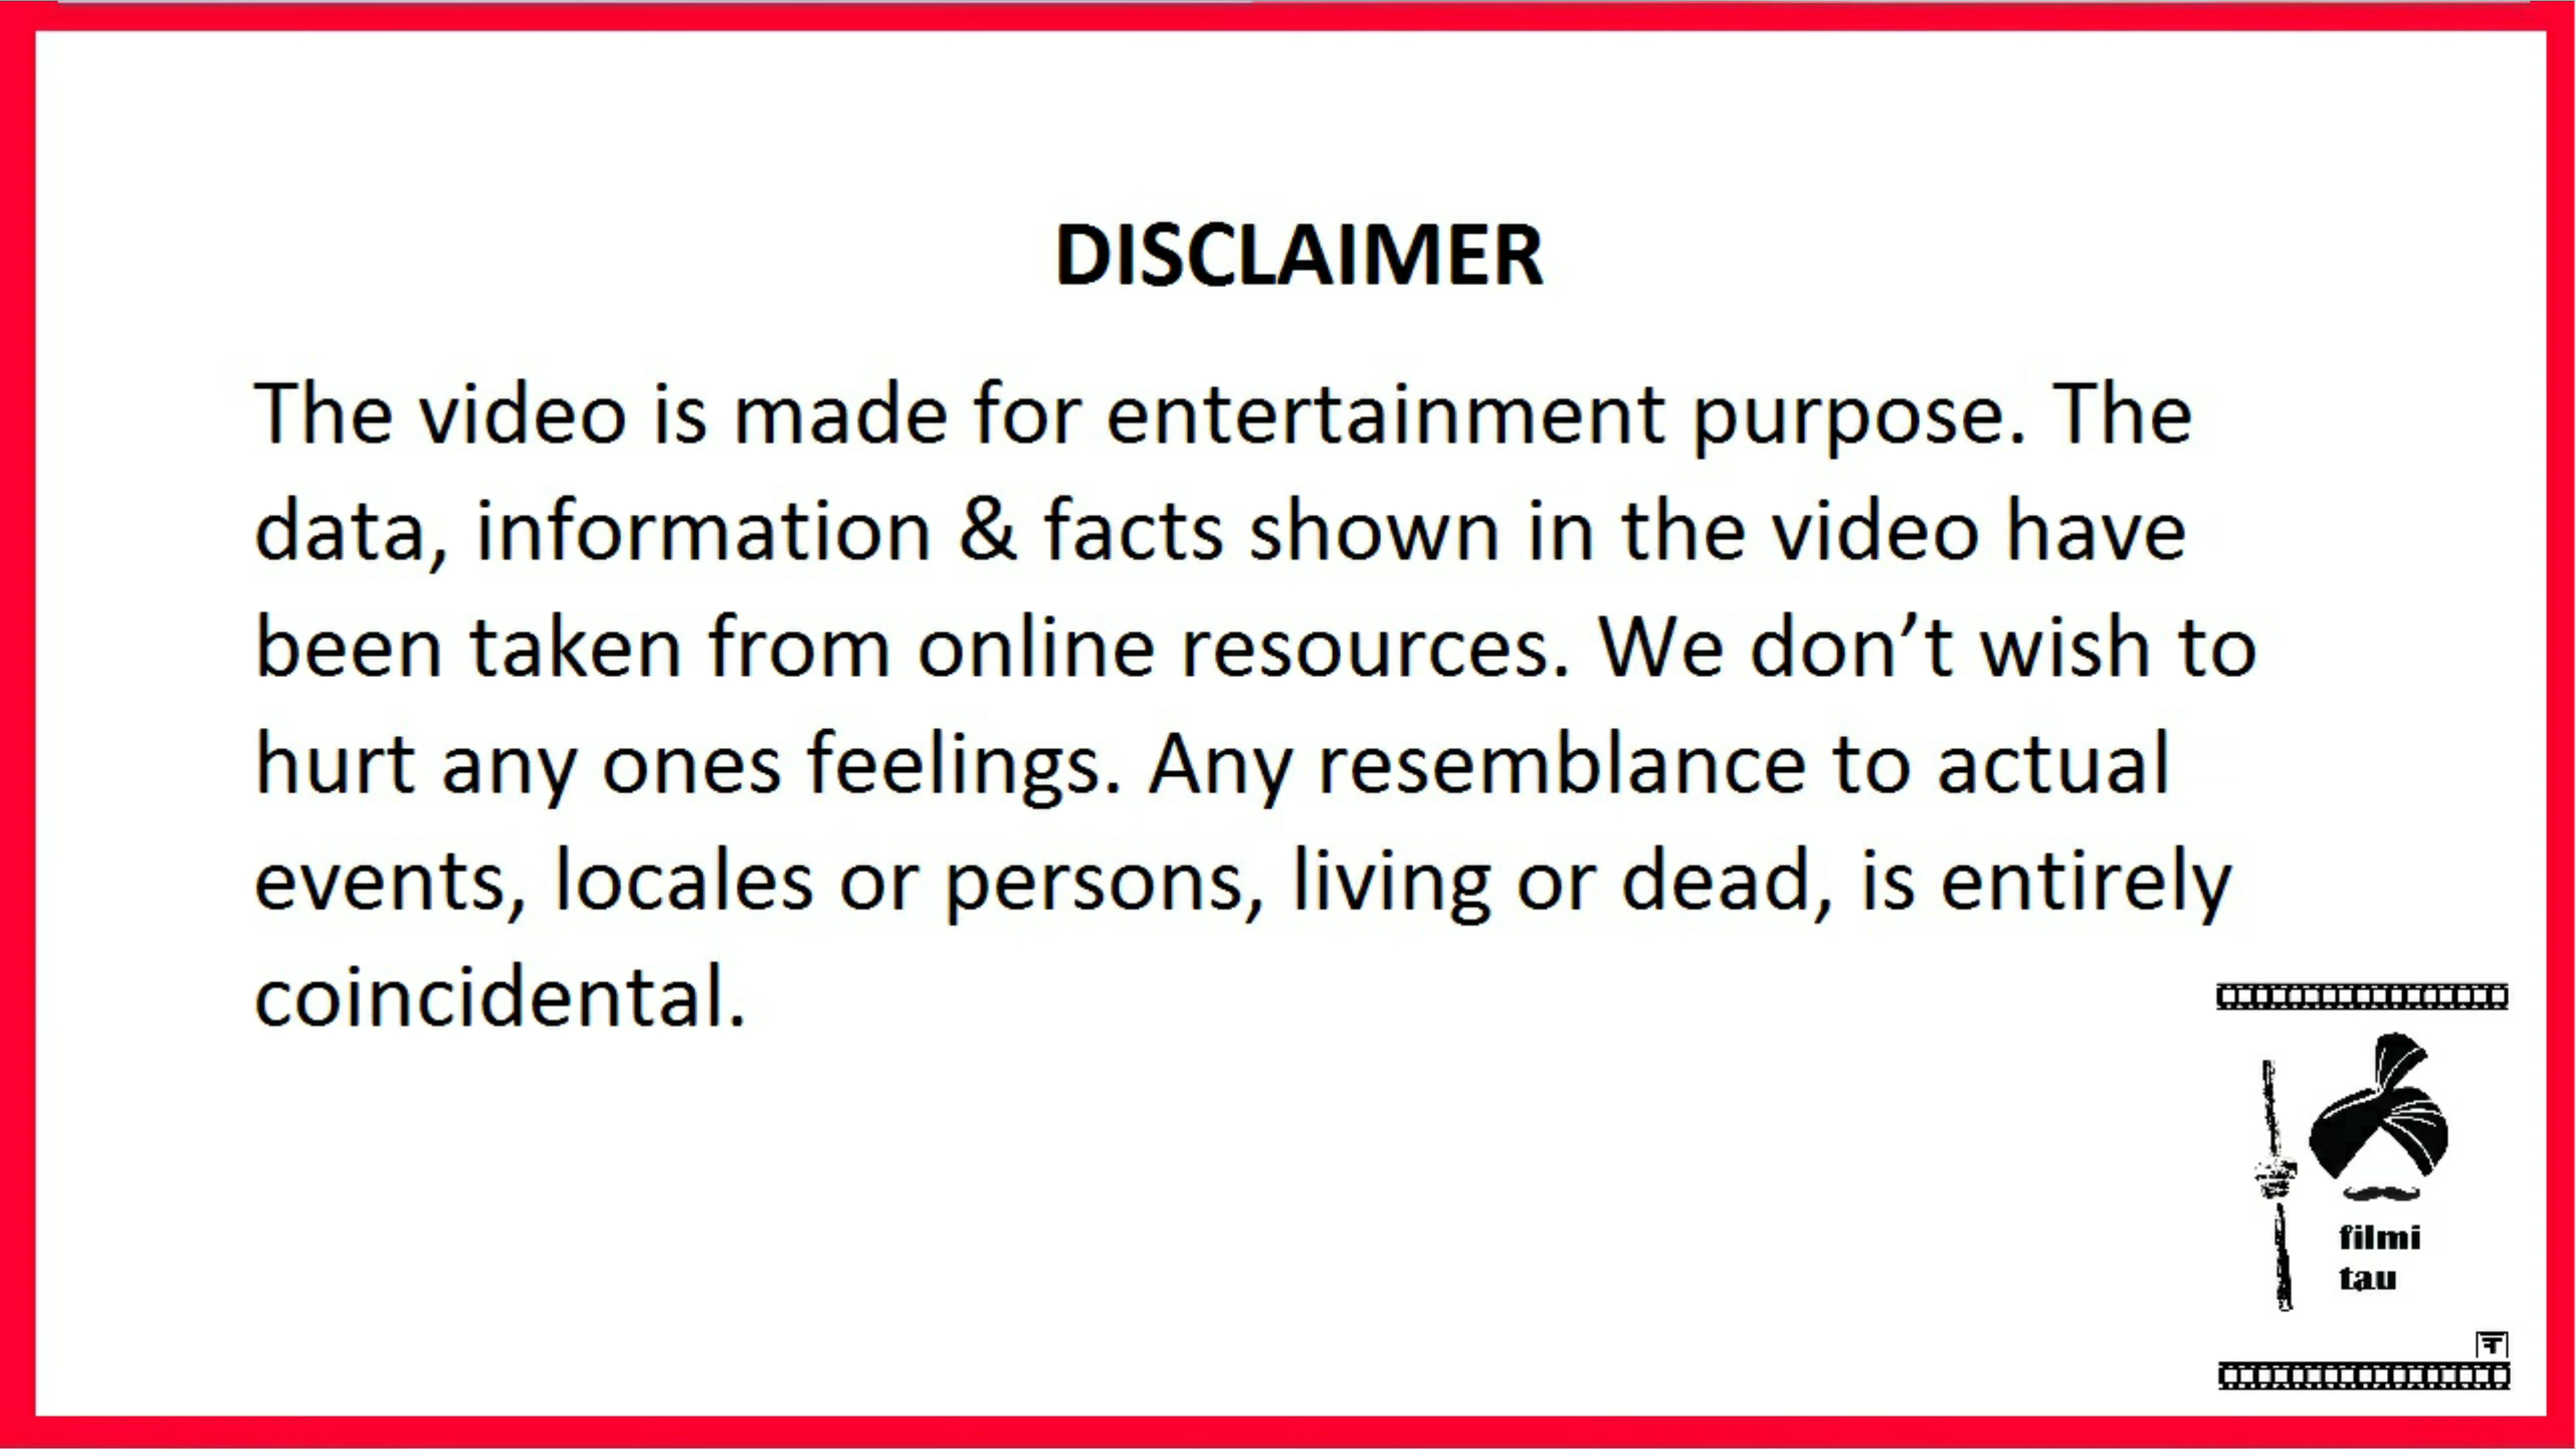 DISCLAIMER
The video is made for entertainment purpose. The
data, information & facts shown in the video have
been taken from online resources. We don’t wish to
hurt any ones feelings. Any resemblance to actual
events, locales or persons, living or dead, is entirely
coincidental.
filmi
tau